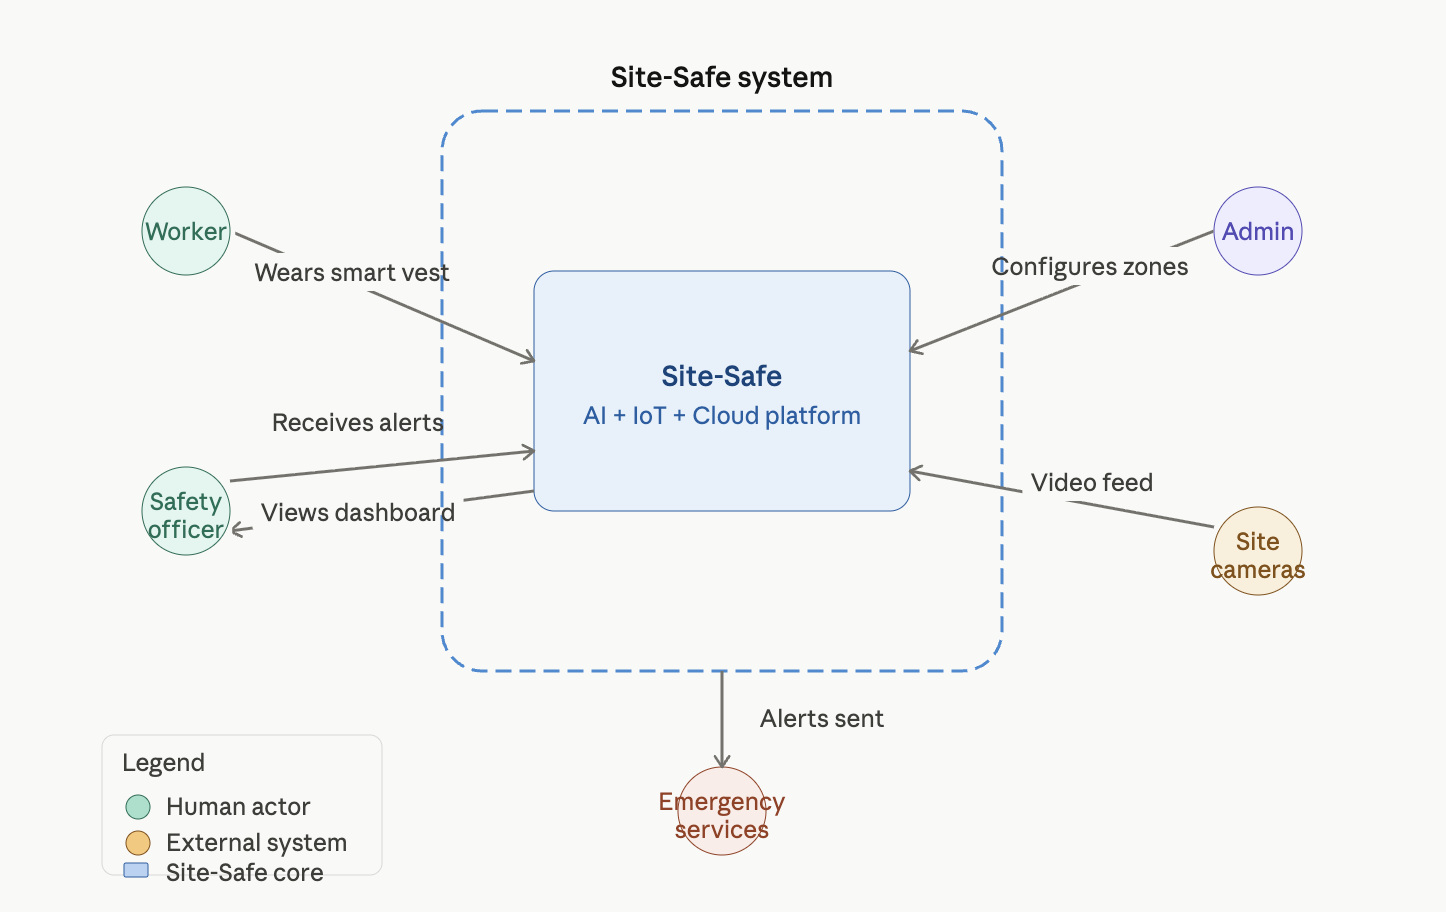 Site-Safe system
Worker
Admin
Wears smart vest
Configures zones
Site-Safe
AI + IoT + Cloud platform
Receives alerts
Video feed
Safety
officer
Views dashboard
Site
cameras
Alerts sent
Emergency
services
Legend
Human actor
External system
Site-Safe core